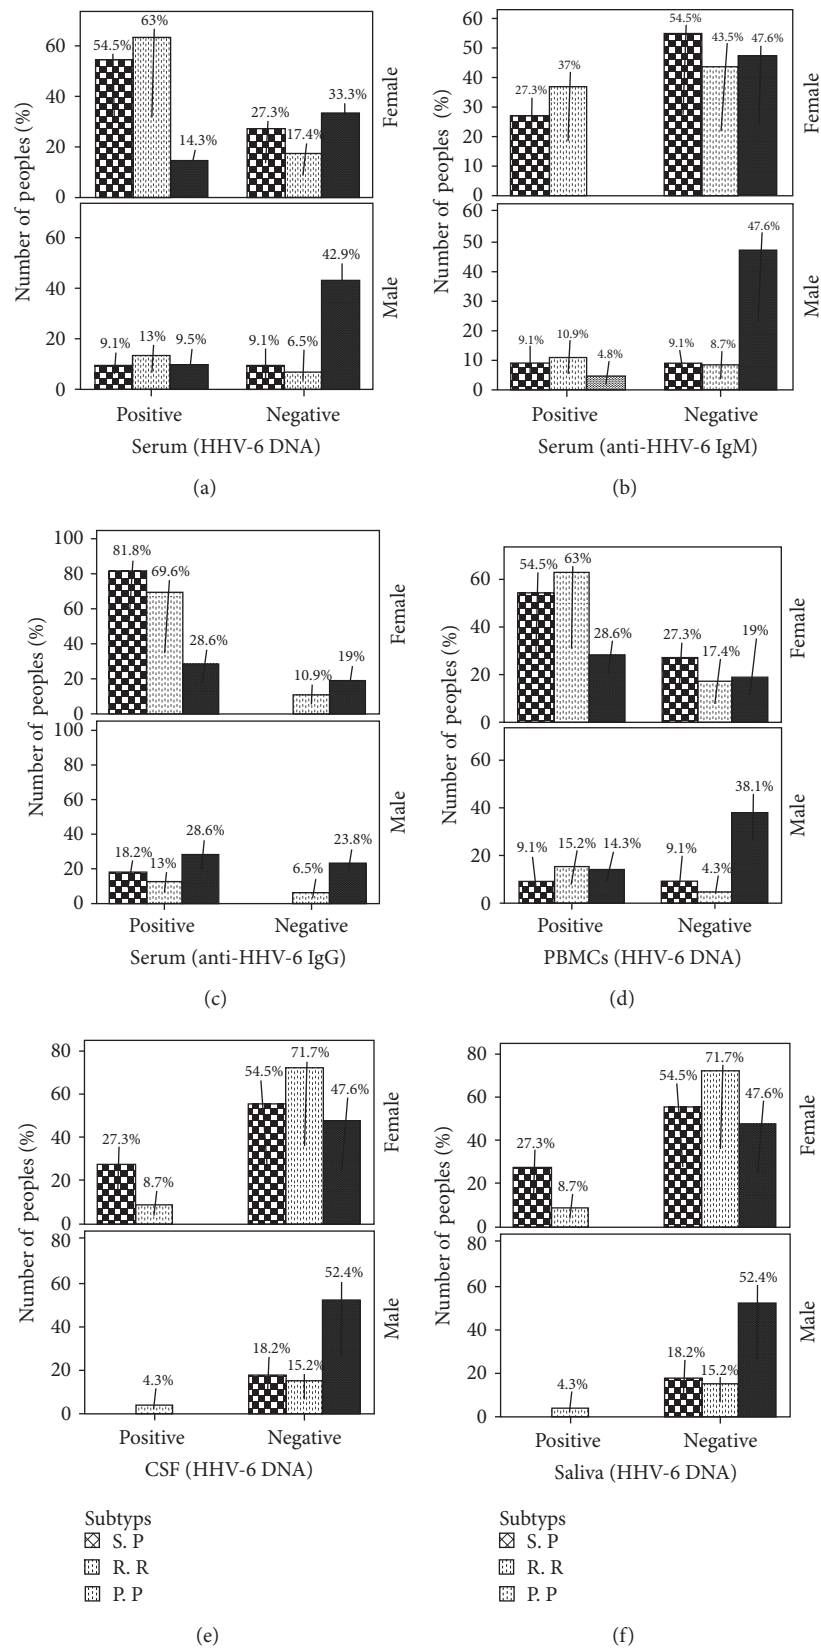 Number of peoples (%)
60
40
20
0
54.5%
63%
14.3%
27.3%
17.4%
33.3%
Female
60
40
20
0
9.1%
13%
9.5%
9.1%
6.5%
42.9%
Male
Positive
Negative
Serum (HHV-6 DNA)
(a)
Number of peoples (%)
60
50
40
30
20
10
0
27.3%
37%
54.5%
43.5%
47.6%
Female
60
50
40
30
20
10
0
9.1%
10.9%
4.8%
9.1%
8.7%
47.6%
Male
Positive
Negative
Serum (anti-HHV-6 IgM)
(b)
Number of peoples (%)
100
80
60
40
20
0
81.8%
69.6%
28.6%
10.9%
19%
Female
100
80
60
40
20
0
18.2%
13%
28.6%
6.5%
23.8%
Male
Positive
Negative
Serum (anti-HHV-6 IgG)
(c)
Number of peoples (%)
60
40
20
0
54.5%
63%
28.6%
27.3%
17.4%
19%
Female
60
40
20
0
9.1%
15.2%
14.3%
9.1%
4.3%
38.1%
Male
Positive
Negative
PBMCs (HHV-6 DNA)
(d)
Number of peoples (%)
80
60
40
20
0
27.3%
8.7%
54.5%
71.7%
47.6%
Female
80
60
40
20
0
4.3%
18.2%
15.2%
52.4%
Male
Positive
Negative
CSF (HHV-6 DNA)
Subtyps
S. P
R. R
P. P
(e)
Number of peoples (%)
80
60
40
20
0
27.3%
8.7%
54.5%
71.7%
47.6%
Female
80
60
40
20
0
4.3%
18.2%
15.2%
52.4%
Male
Positive
Negative
Saliva (HHV-6 DNA)
Subtyps
S. P
R. R
P. P
(f)